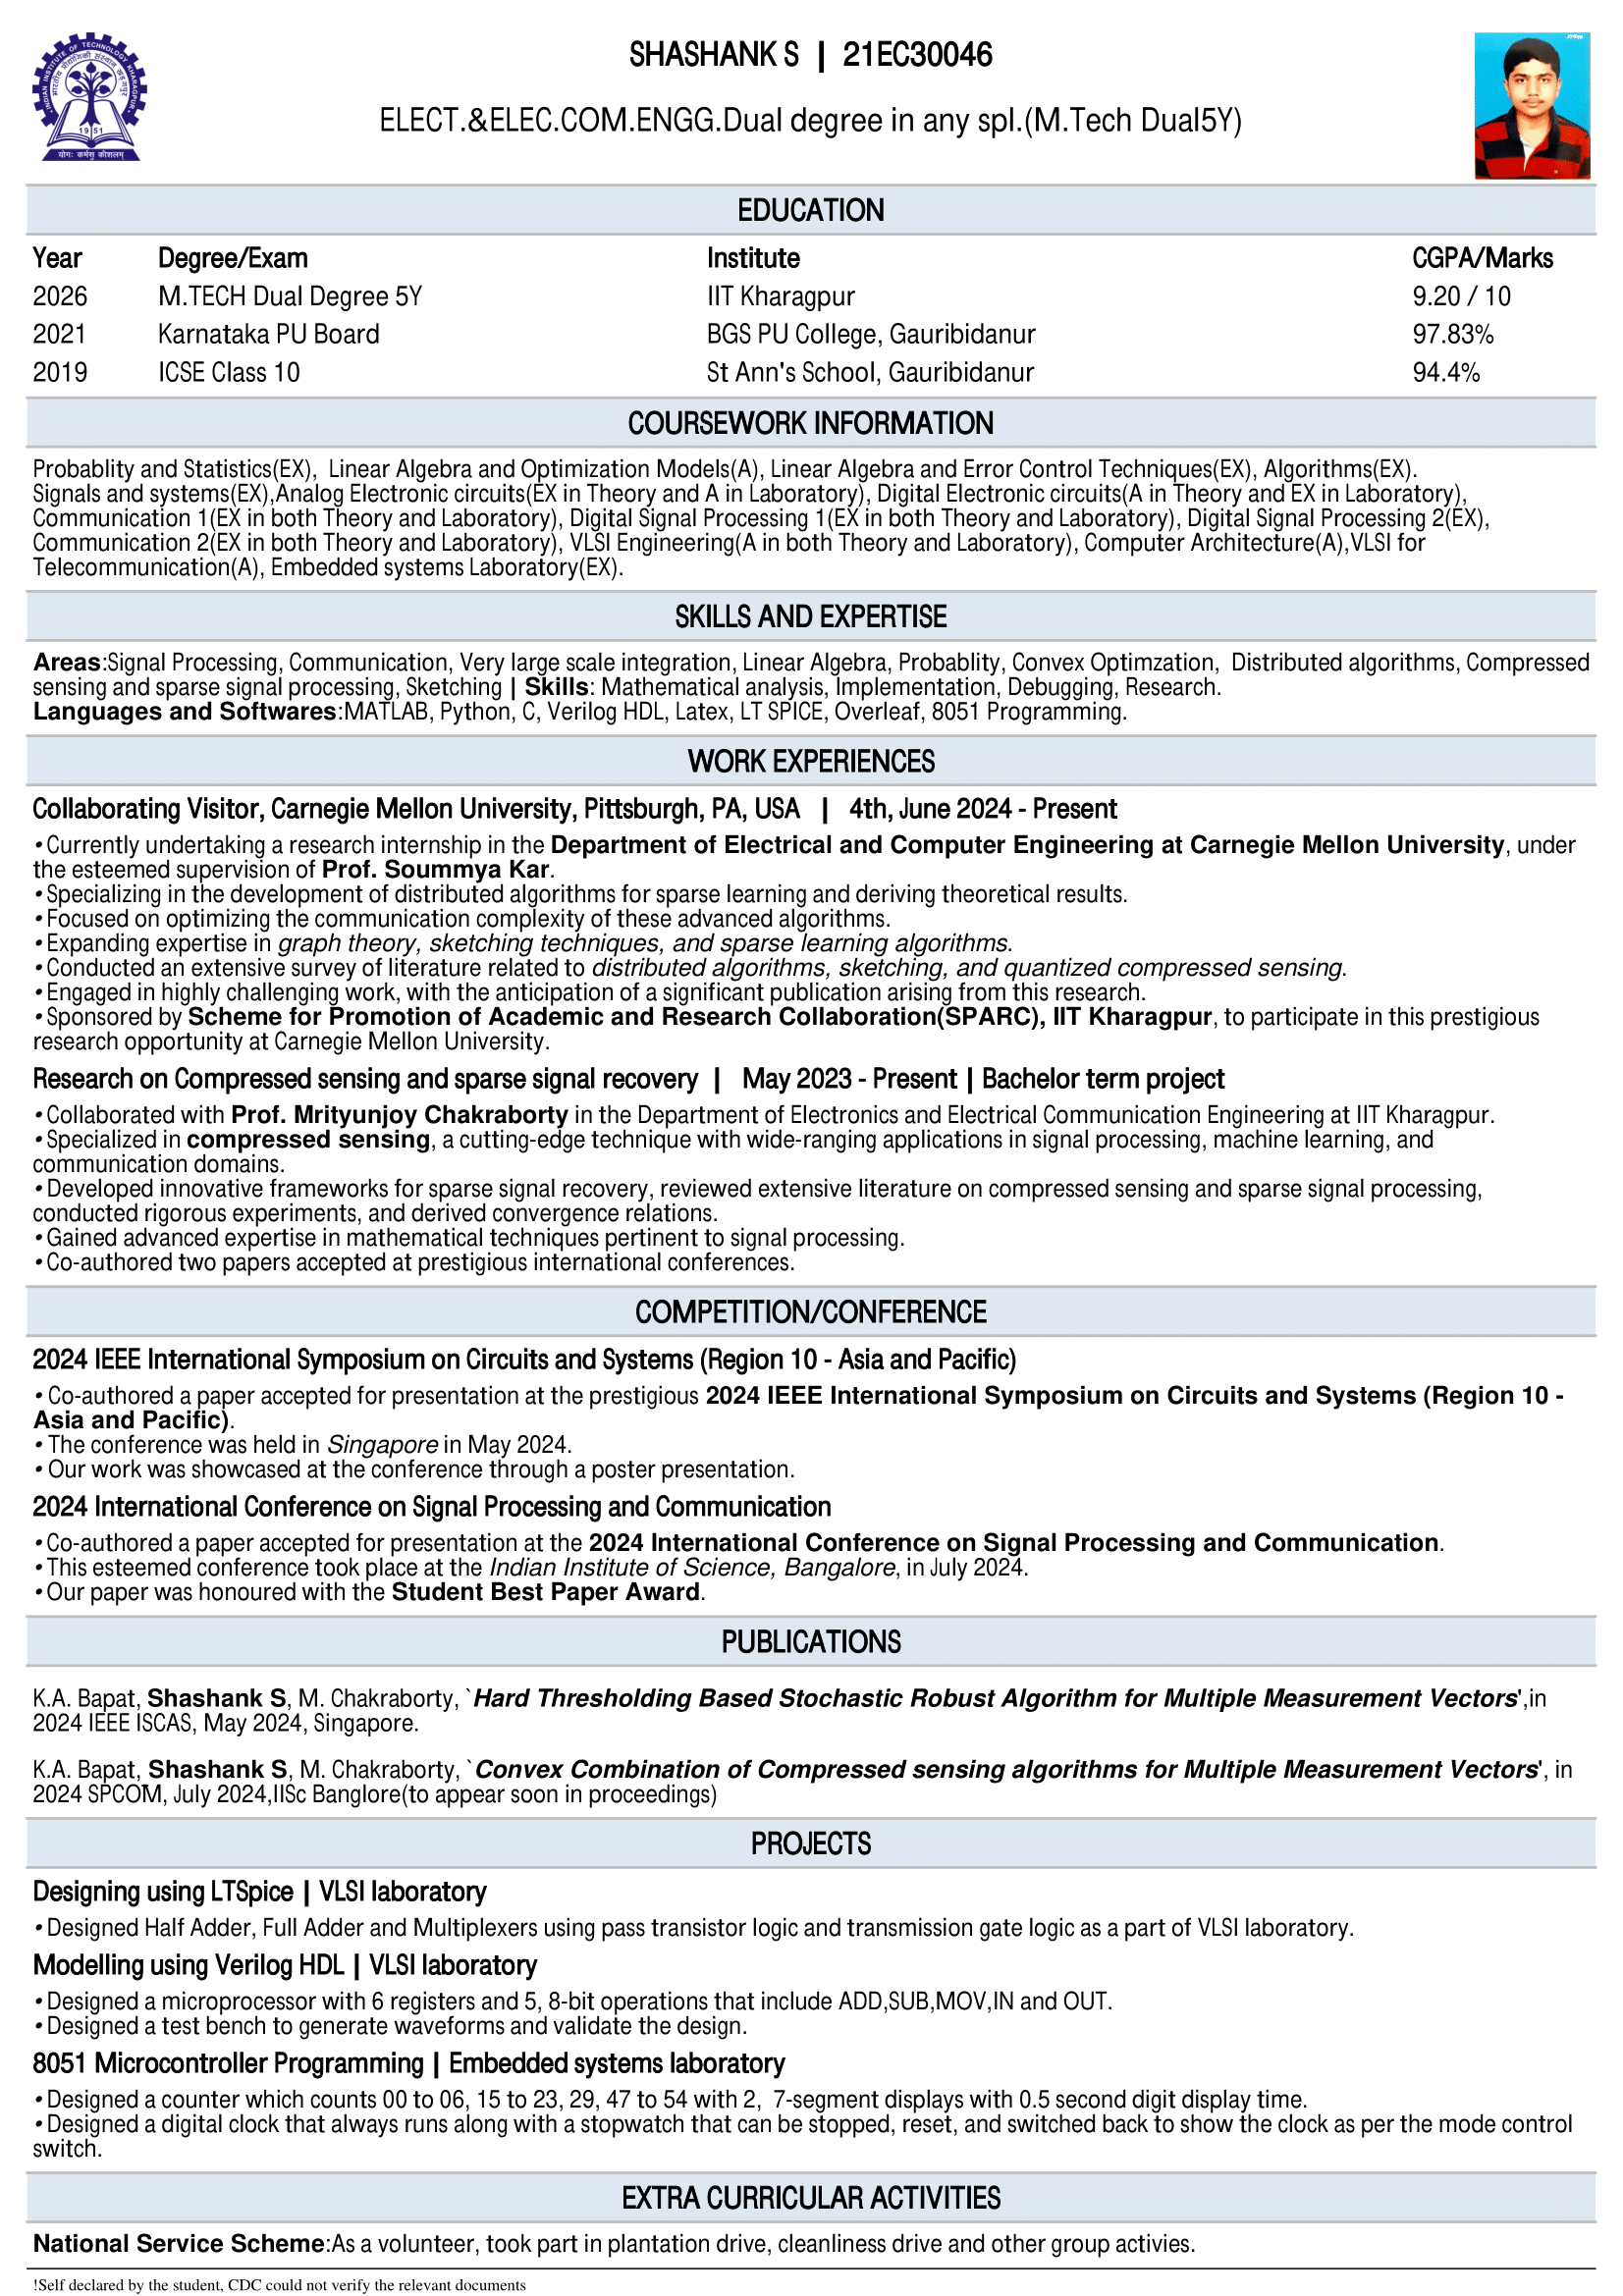 INDIAN INSTITUTE OF TECHNOLOGY KHARAGPUR
भारतीय प्रौद्योगिकी संस्थान खड़गपुर
1951
योगः कर्मसु कौशलम्
SHASHANK S | 21EC30046
ELECT.&ELEC.COM.ENGG.Dual degree in any spl.(M.Tech Dual5Y)
EDUCATION
Year Degree/Exam Institute CGPA/Marks
2026 M.TECH Dual Degree 5Y IIT Kharagpur 9.20 / 10
2021 Karnataka PU Board BGS PU College, Gauribidanur 97.83%
2019 ICSE Class 10 St Ann's School, Gauribidanur 94.4%
COURSEWORK INFORMATION
Probablity and Statistics(EX), Linear Algebra and Optimization Models(A), Linear Algebra and Error Control Techniques(EX), Algorithms(EX).
Signals and systems(EX),Analog Electronic circuits(EX in Theory and A in Laboratory), Digital Electronic circuits(A in Theory and EX in Laboratory),
Communication 1(EX in both Theory and Laboratory), Digital Signal Processing 1(EX in both Theory and Laboratory), Digital Signal Processing 2(EX),
Communication 2(EX in both Theory and Laboratory), VLSI Engineering(A in both Theory and Laboratory), Computer Architecture(A),VLSI for
Telecommunication(A), Embedded systems Laboratory(EX).
SKILLS AND EXPERTISE
Areas:Signal Processing, Communication, Very large scale integration, Linear Algebra, Probablity, Convex Optimzation, Distributed algorithms, Compressed
sensing and sparse signal processing, Sketching | Skills: Mathematical analysis, Implementation, Debugging, Research.
Languages and Softwares:MATLAB, Python, C, Verilog HDL, Latex, LT SPICE, Overleaf, 8051 Programming.
WORK EXPERIENCES
Collaborating Visitor, Carnegie Mellon University, Pittsburgh, PA, USA | 4th, June 2024 - Present
• Currently undertaking a research internship in the Department of Electrical and Computer Engineering at Carnegie Mellon University, under
the esteemed supervision of Prof. Soummya Kar.
• Specializing in the development of distributed algorithms for sparse learning and deriving theoretical results.
• Focused on optimizing the communication complexity of these advanced algorithms.
• Expanding expertise in graph theory, sketching techniques, and sparse learning algorithms.
• Conducted an extensive survey of literature related to distributed algorithms, sketching, and quantized compressed sensing.
• Engaged in highly challenging work, with the anticipation of a significant publication arising from this research.
• Sponsored by Scheme for Promotion of Academic and Research Collaboration(SPARC), IIT Kharagpur, to participate in this prestigious
research opportunity at Carnegie Mellon University.
Research on Compressed sensing and sparse signal recovery | May 2023 - Present | Bachelor term project
• Collaborated with Prof. Mrityunjoy Chakraborty in the Department of Electronics and Electrical Communication Engineering at IIT Kharagpur.
• Specialized in compressed sensing, a cutting-edge technique with wide-ranging applications in signal processing, machine learning, and
communication domains.
• Developed innovative frameworks for sparse signal recovery, reviewed extensive literature on compressed sensing and sparse signal processing,
conducted rigorous experiments, and derived convergence relations.
• Gained advanced expertise in mathematical techniques pertinent to signal processing.
• Co-authored two papers accepted at prestigious international conferences.
COMPETITION/CONFERENCE
2024 IEEE International Symposium on Circuits and Systems (Region 10 - Asia and Pacific)
• Co-authored a paper accepted for presentation at the prestigious 2024 IEEE International Symposium on Circuits and Systems (Region 10 -
Asia and Pacific).
• The conference was held in Singapore in May 2024.
• Our work was showcased at the conference through a poster presentation.
2024 International Conference on Signal Processing and Communication
• Co-authored a paper accepted for presentation at the 2024 International Conference on Signal Processing and Communication.
• This esteemed conference took place at the Indian Institute of Science, Bangalore, in July 2024.
• Our paper was honoured with the Student Best Paper Award.
PUBLICATIONS
K.A. Bapat, Shashank S, M. Chakraborty, `Hard Thresholding Based Stochastic Robust Algorithm for Multiple Measurement Vectors',in
2024 IEEE ISCAS, May 2024, Singapore.
K.A. Bapat, Shashank S, M. Chakraborty, `Convex Combination of Compressed sensing algorithms for Multiple Measurement Vectors', in
2024 SPCOM, July 2024,IISc Banglore(to appear soon in proceedings)
PROJECTS
Designing using LTSpice | VLSI laboratory
• Designed Half Adder, Full Adder and Multiplexers using pass transistor logic and transmission gate logic as a part of VLSI laboratory.
Modelling using Verilog HDL | VLSI laboratory
• Designed a microprocessor with 6 registers and 5, 8-bit operations that include ADD,SUB,MOV,IN and OUT.
• Designed a test bench to generate waveforms and validate the design.
8051 Microcontroller Programming | Embedded systems laboratory
• Designed a counter which counts 00 to 06, 15 to 23, 29, 47 to 54 with 2, 7-segment displays with 0.5 second digit display time.
• Designed a digital clock that always runs along with a stopwatch that can be stopped, reset, and switched back to show the clock as per the mode control
switch.
EXTRA CURRICULAR ACTIVITIES
National Service Scheme:As a volunteer, took part in plantation drive, cleanliness drive and other group activies.
!Self declared by the student, CDC could not verify the relevant documents